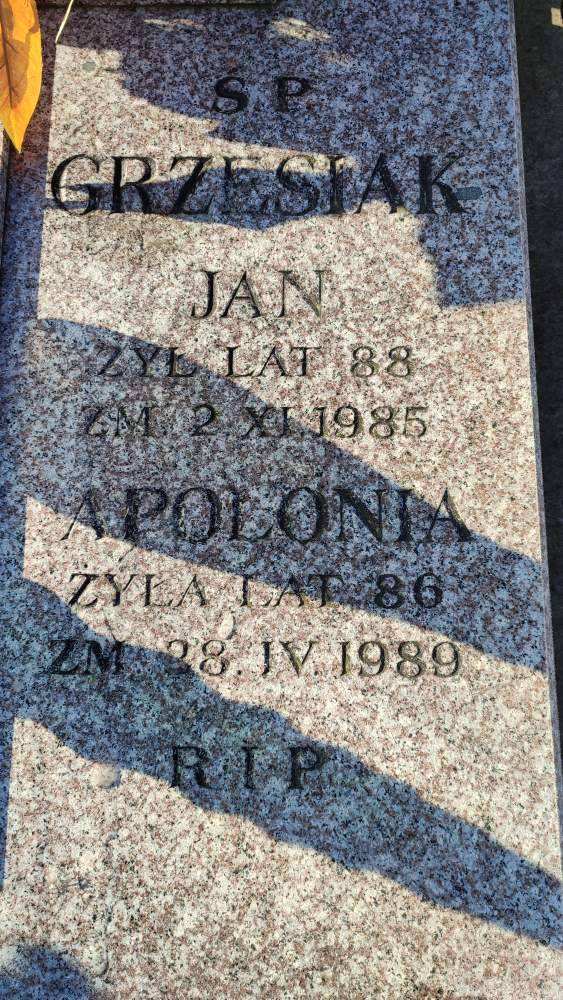 Ś P
GRZESIAK
JAN
ŻYŁ LAT 88
ZM. 2 XI.1985
APOLONIA
ŻYŁA LAT 86
ZM. 28.IV.1989
R I P